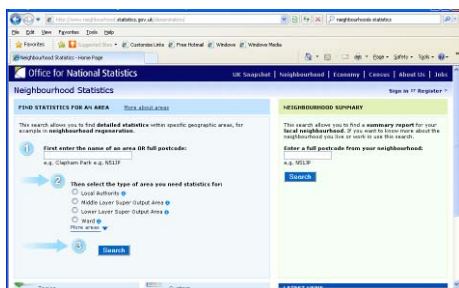 http://www.neighbourhood.statistics.gov.uk/dissemination/
neighbourhoods statistics
File Edit View Favorites Tools Help
Favorites Suggested Sites Customize Links Free Hotmail Windows Windows Media
Neighbourhood Statistics - Home Page
Page Safety Tools
Office for National Statistics
UK Snapshot | Neighbourhood | Economy | Census | About Us | Jobs
Neighbourhood Statistics
Sign in or Register
FIND STATISTICS FOR AN AREA More about areas
This search allows you to find detailed statistics within specific geographic areas, for
example in neighbourhood regeneration.
1
First enter the name of an area OR full postcode:
e.g. Clapham Park e.g. N51JF
2
Then select the type of area you need statistics for:
Local Authority
Middle Layer Super Output Area
Lower Layer Super Output Area
Ward
More areas
Search
NEIGHBOURHOOD SUMMARY
This search allows you to find a summary report for your
local neighbourhood. If you want to know more about the
neighbourhood you live or work in use this search.
Enter a full postcode from your neighbourhood:
e.g. N51JF
Search
Topics
LATEST NEWS